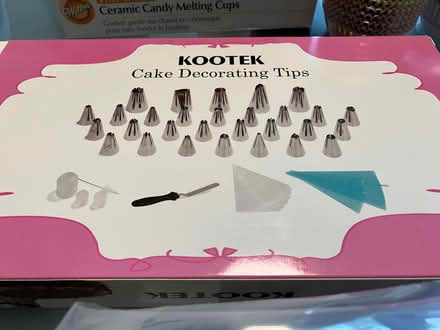 WILTON
Ceramic Candy Melting Cups
KOOTEK
Cake Decorating Tips
KOOTEK